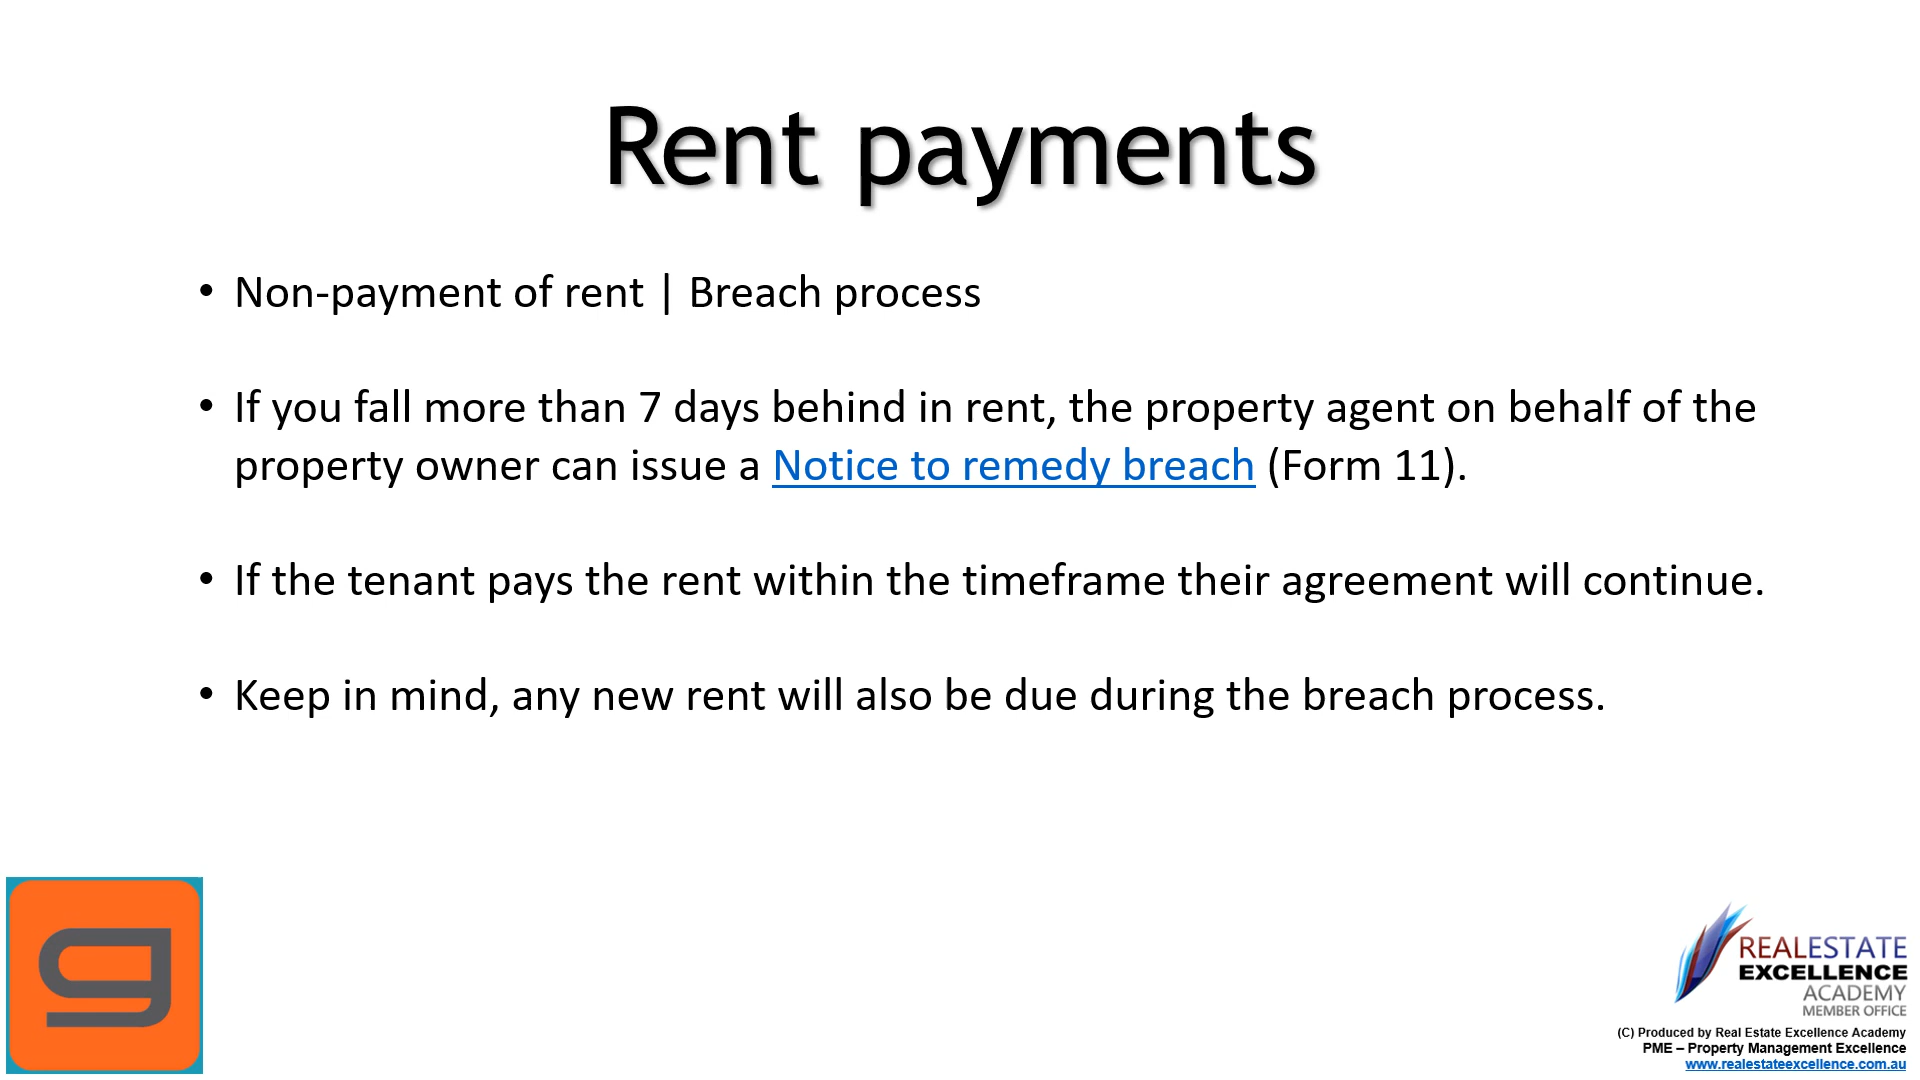 Rent payments
• Non-payment of rent | Breach process
• If you fall more than 7 days behind in rent, the property agent on behalf of the
property owner can issue a Notice to remedy breach (Form 11).
• If the tenant pays the rent within the timeframe their agreement will continue.
• Keep in mind, any new rent will also be due during the breach process.
g
REALESTATE
EXCELLENCE
ACADEMY
MEMBER OFFICE
(C) Produced by Real Estate Excellence Academy
PME – Property Management Excellence
www.realestateexcellence.com.au